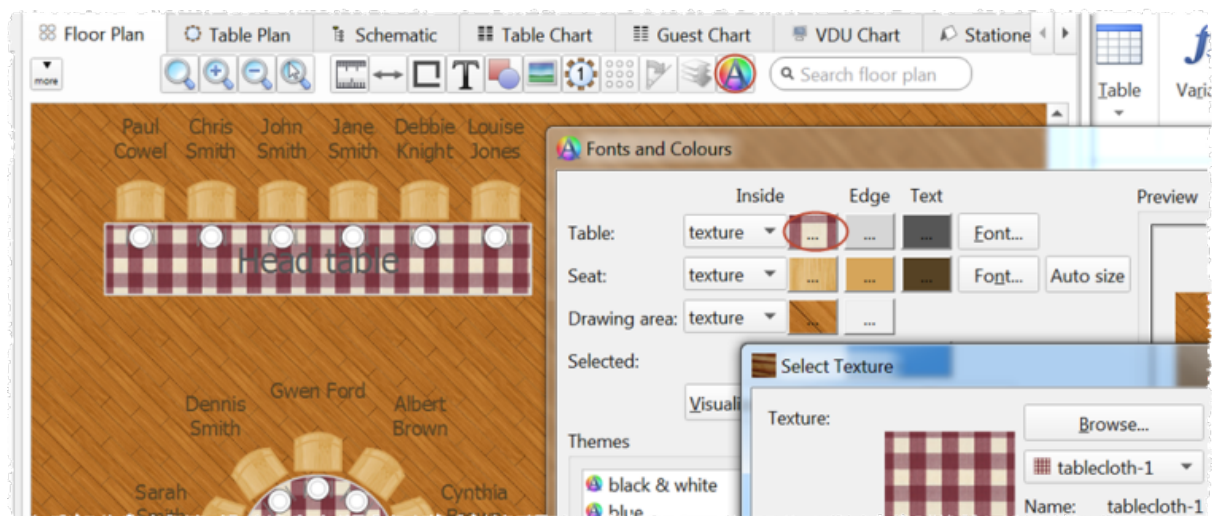 Floor Plan
Table Plan
Schematic
Table Chart
Guest Chart
VDU Chart
Statione
more
T
1
A
Search floor plan
Table
Paul Cowel
Chris Smith
John Smith
Jane Smith
Debbie Knight
Louise Jones
Head table
Gwen Ford
Dennis Smith
Albert Brown
Sarah
Cynthia
Fonts and Colours
Inside Edge Text
Preview
Table: texture ... ... ... Font...
Seat: texture ... ... ... Font... Auto size
Drawing area: texture ... ...
Selected:
Visuali
Themes
black & white
blue...
Select Texture
Texture:
Browse...
tablecloth-1
Name: tablecloth-1